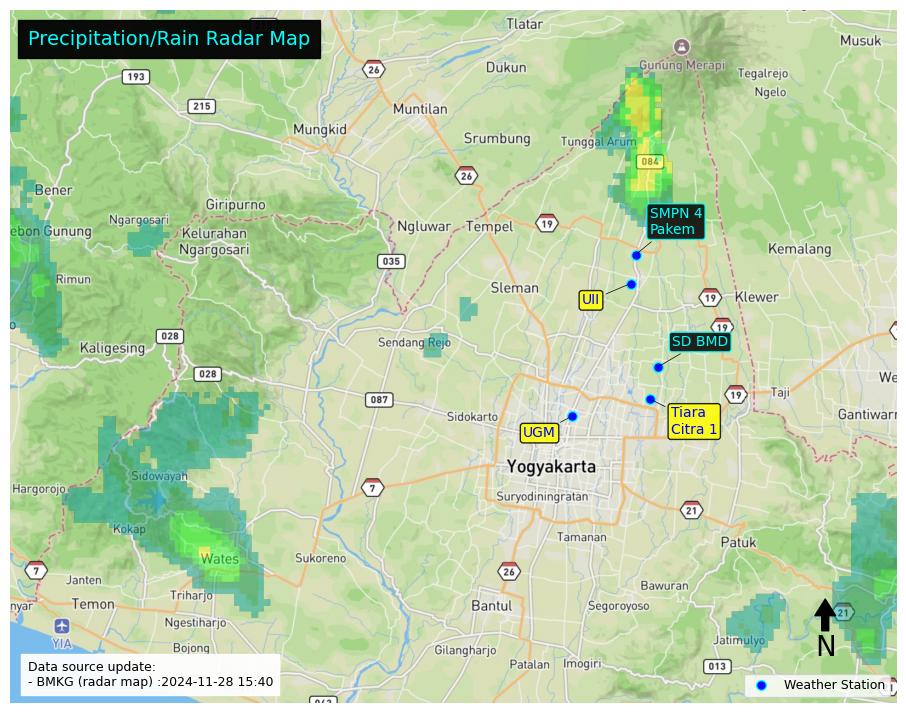 Precipitation/Rain Radar Map
Tlatar
Musuk
26
Dukun
Gunung Merapi
Tegalrejo
193
Ngelo
215
Muntilan
Mungkid
Srumbung
Tunggal Arum
084
26
Bener
Giripurno
SMPN 4
Pakem
Ngargosari
Ngluwar
Tempel
19
ebon Gunung
Kelurahan
Ngargosari
Kemalang
035
Rimun
Sleman
UII
19
Klewer
19
028
Sendang Rejo
SD BMD
Kaligesing
028
We
087
19
Taji
Sidokarto
Tiara
Citra 1
Gantiwarn
UGM
Yogyakarta
Sidowayah
Hargorojo
7
Suryodiningratan
21
Kokap
Tamanan
Patuk
Wates
Sukoreno
7
26
Janten
Bawuran
Triharjo
nyar
Temon
Bantul
Segoroyoso
21
Ngestiharjo
YIA
Jatimulyo
N
Bojong
Gilangharjo
Patalan
Imogiri
013
Data source update:
- BMKG (radar map) :2024-11-28 15:40
Weather Station